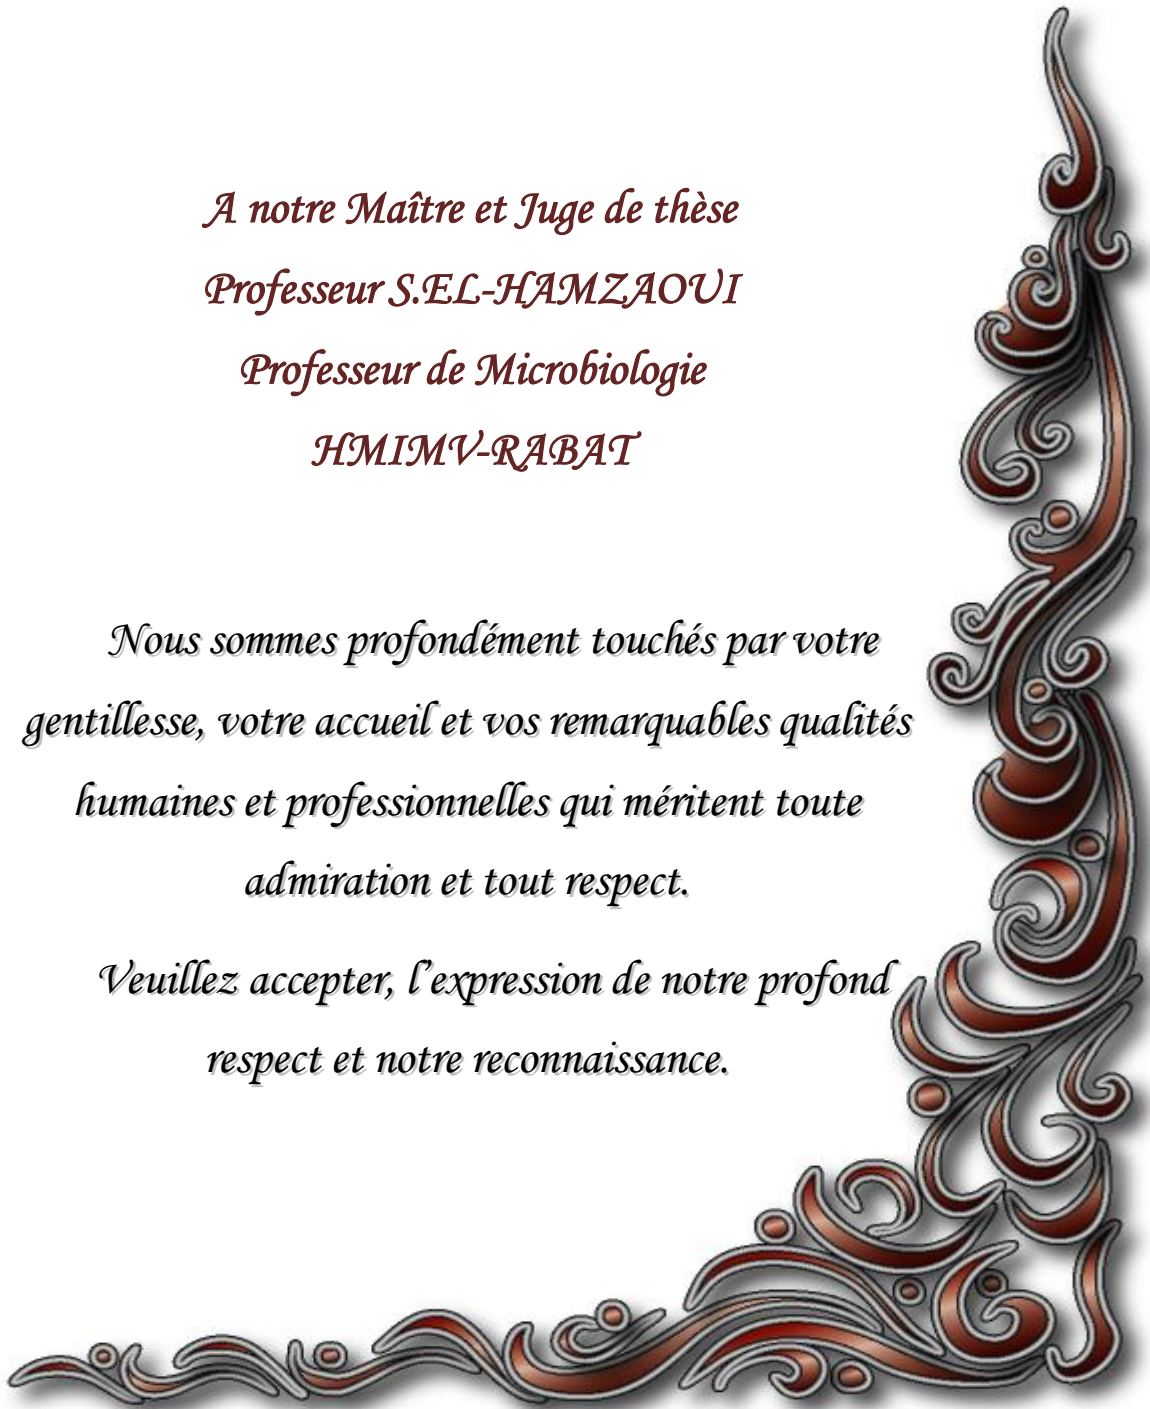 A notre Maître et Juge de thèse
Professeur S.EL-HAMZAOUI
Professeur de Microbiologie
HMIMV-RABAT
Nous sommes profondément touchés par votre
gentillesse, votre accueil et vos remarquables qualités
humaines et professionnelles qui méritent toute
admiration et tout respect.
Veuillez accepter, l’expression de notre profond
respect et notre reconnaissance.